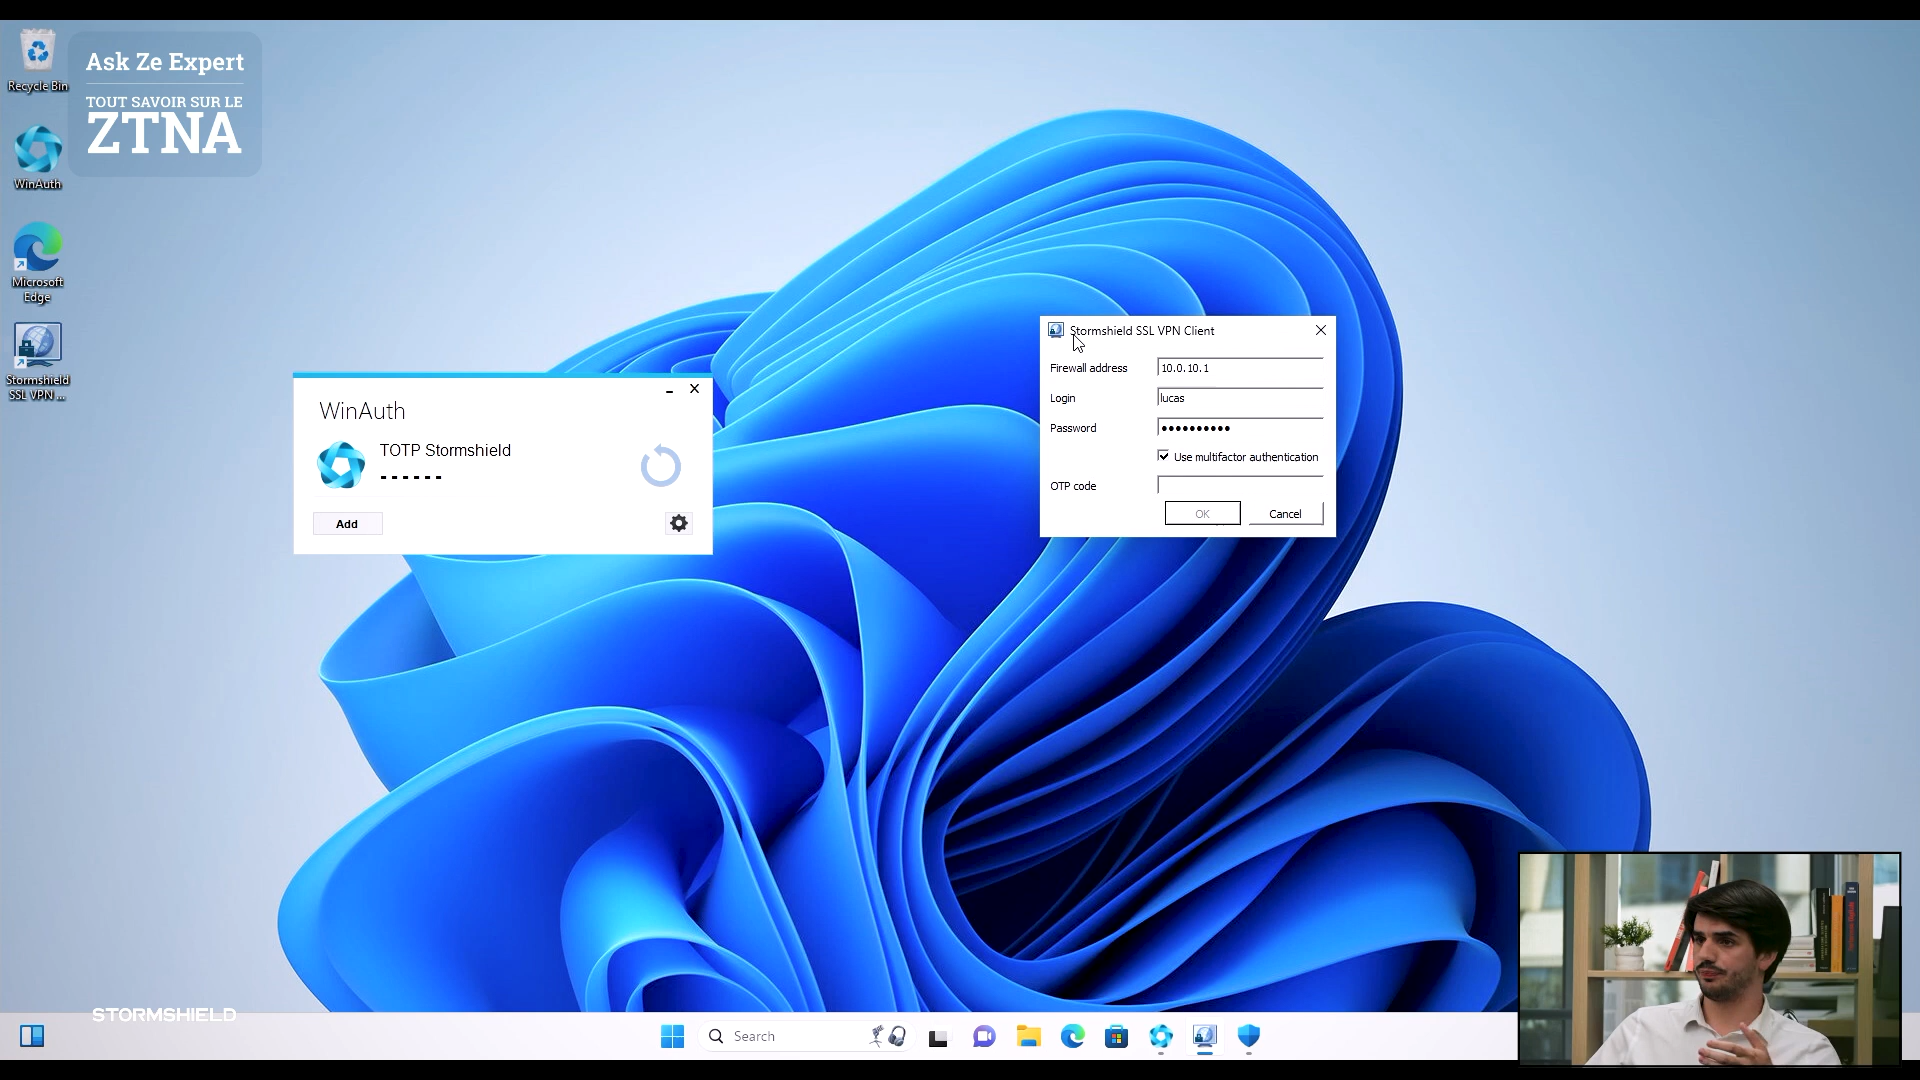 Ask Ze Expert
TOUT SAVOIR SUR LE
ZTNA
Recycle Bin
WinAuth
Microsoft
Edge
Stormshield
SSL VPN ...
WinAuth
TOTP Stormshield
Add
Stormshield SSL VPN Client
Firewall address
10.0.10.1
Login
lucas
Password
Use multifactor authentication
OTP code
OK
Cancel
STORMSHIELD
Search